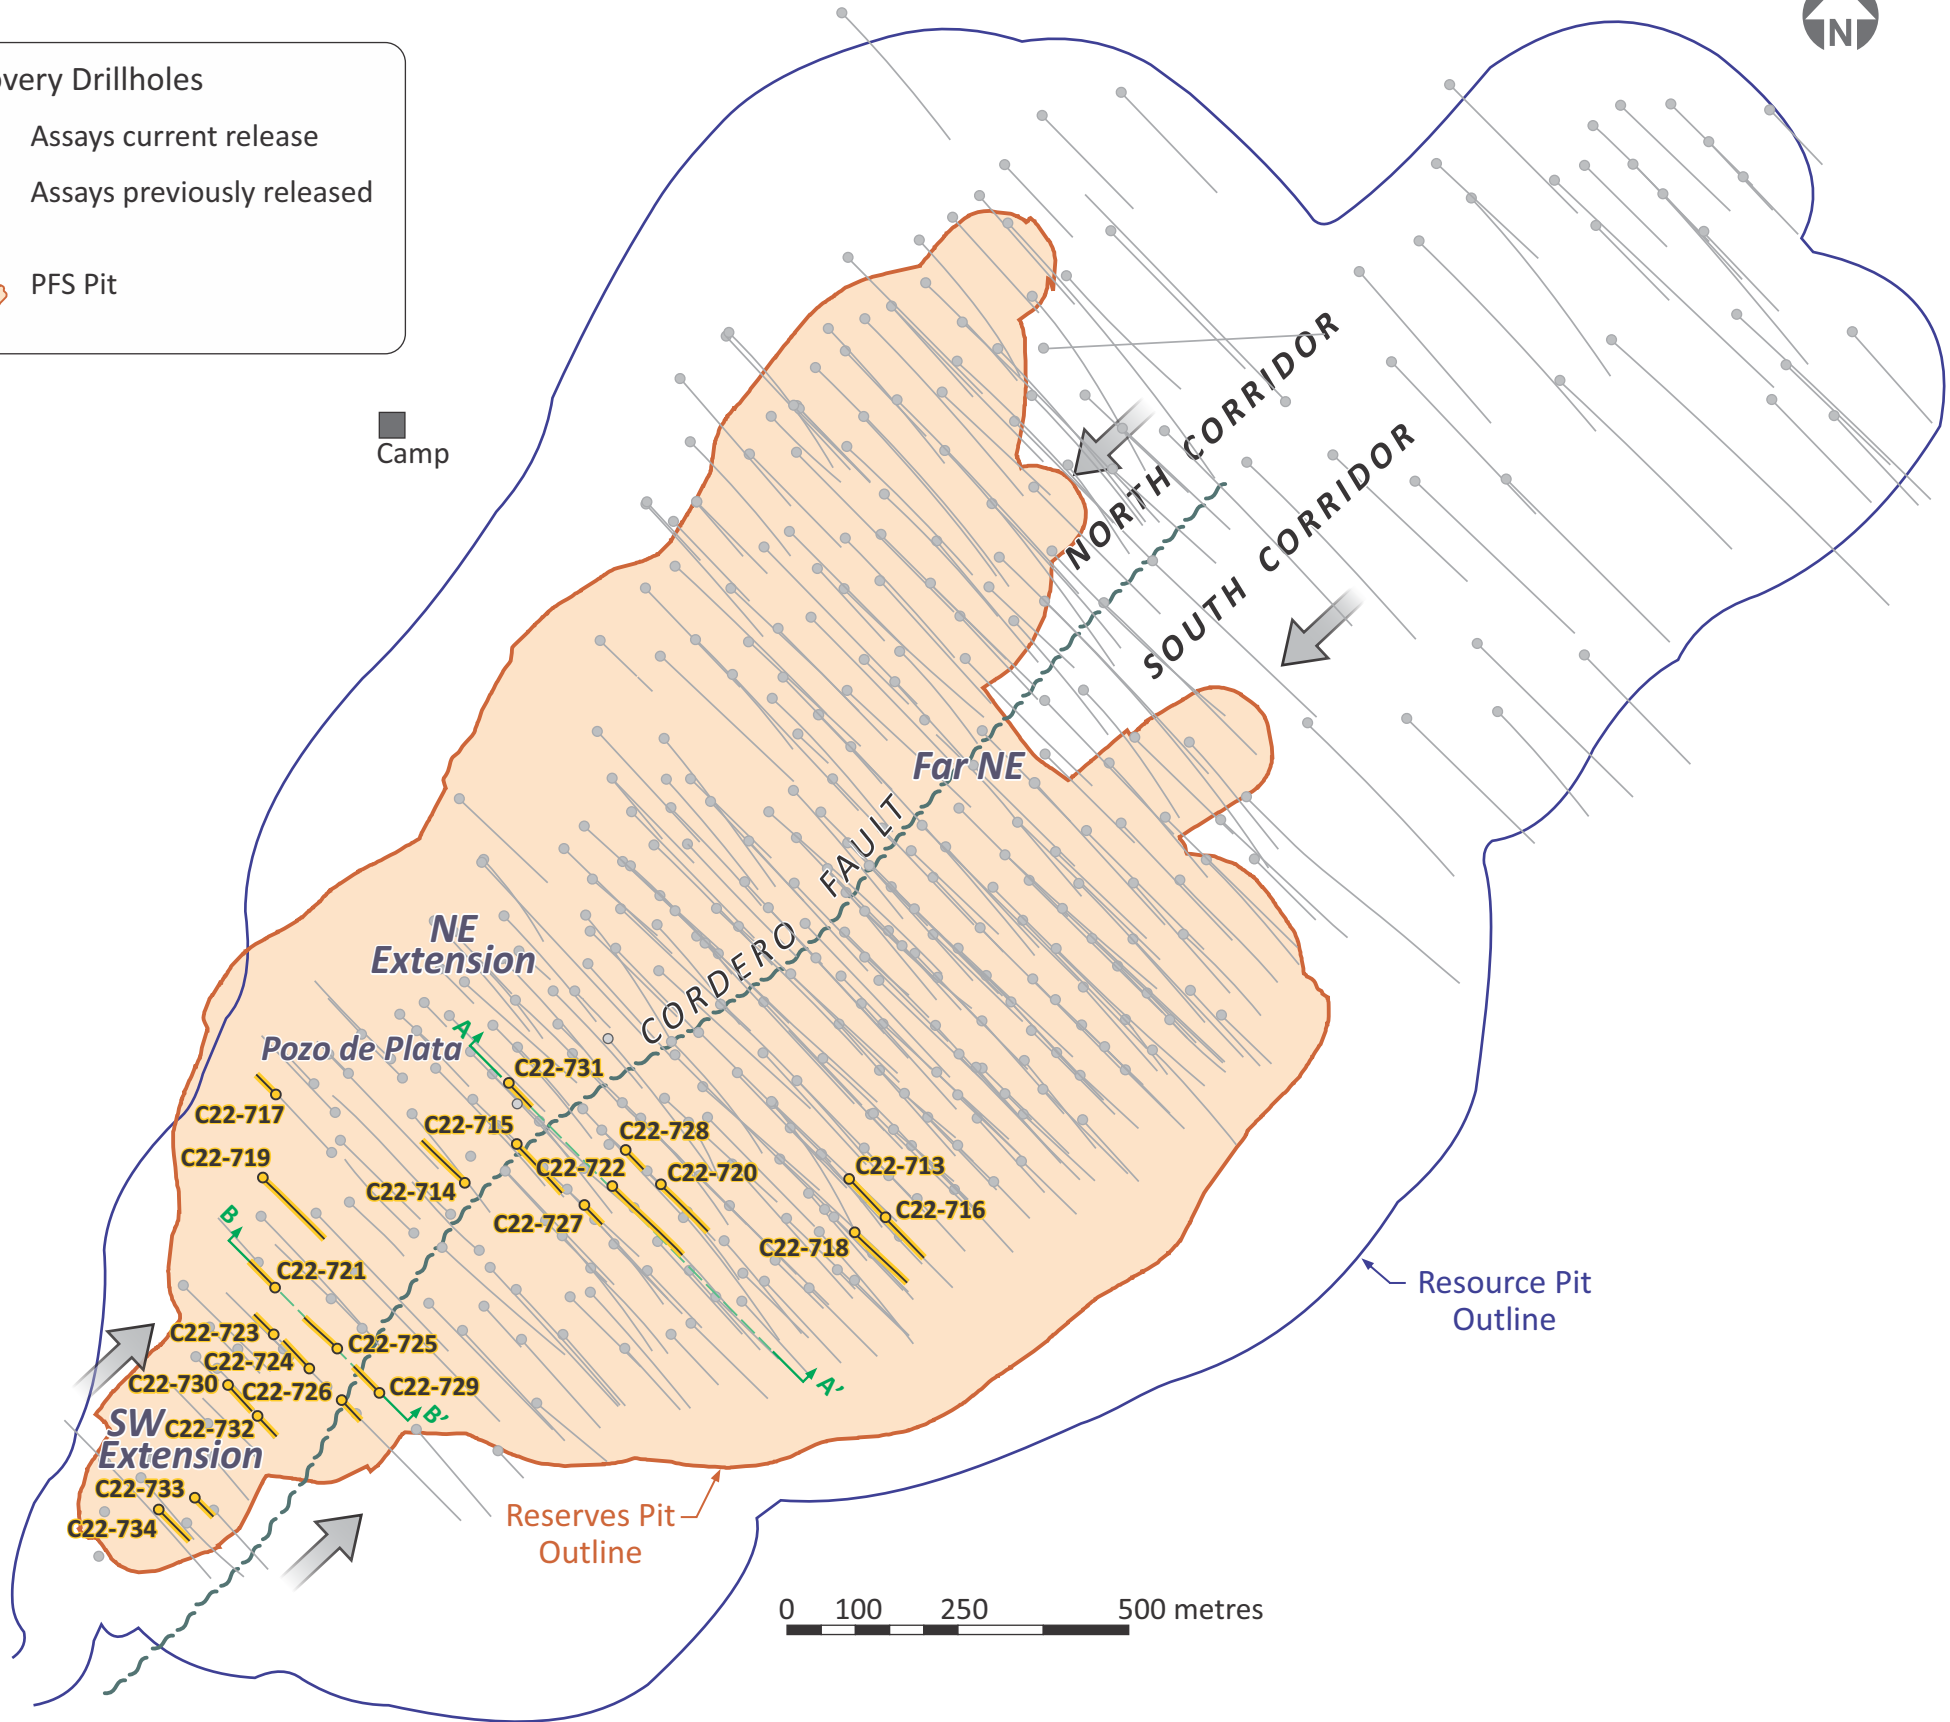 N
overy Drillholes
Assays current release
Assays previously released
PFS Pit
Camp
NORTH CORRIDOR
SOUTH CORRIDOR
Far NE
CORDERO FAULT
NE
Extension
A
Pozo de Plata
C22-731
C22-717
C22-715
C22-728
C22-719
C22-722
C22-720
C22-713
C22-714
C22-716
C22-727
C22-718
B
C22-721
Resource Pit
Outline
C22-723
C22-725
C22-724
C22-730
C22-726
C22-729
A'
B'
SW
C22-732
Extension
C22-733
C22-734
Reserves Pit
Outline
0 100 250 500 metres